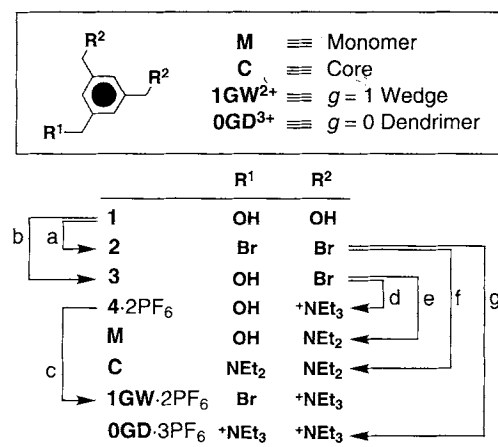 R²
R²
R¹
M ≡≡ Monomer
C ≡≡ Core
1GW²⁺ ≡≡ g = 1 Wedge
0GD³⁺ ≡≡ g = 0 Dendrimer
R¹ R²
1 OH OH
2 Br Br
3 OH Br
4·2PF₆ OH ⁺NEt₃
M OH NEt₂
C NEt₂ NEt₂
1GW·2PF₆ Br ⁺NEt₃
0GD·3PF₆ ⁺NEt₃ ⁺NEt₃
b
a
c
d
e
f
g